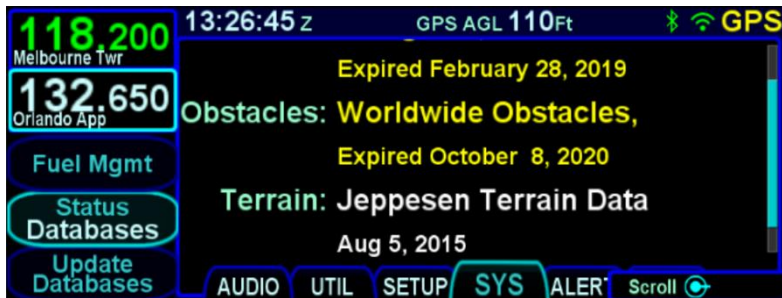 13:26:45 Z GPS AGL 110Ft GPS
118.200
Melbourne Twr
132.650
Orlando App
Fuel Mgmt
Status
Databases
Update
Databases
Expired February 28, 2019
Obstacles: Worldwide Obstacles,
Expired October 8, 2020
Terrain: Jeppesen Terrain Data
Aug 5, 2015
AUDIO UTIL SETUP SYS ALERT Scroll